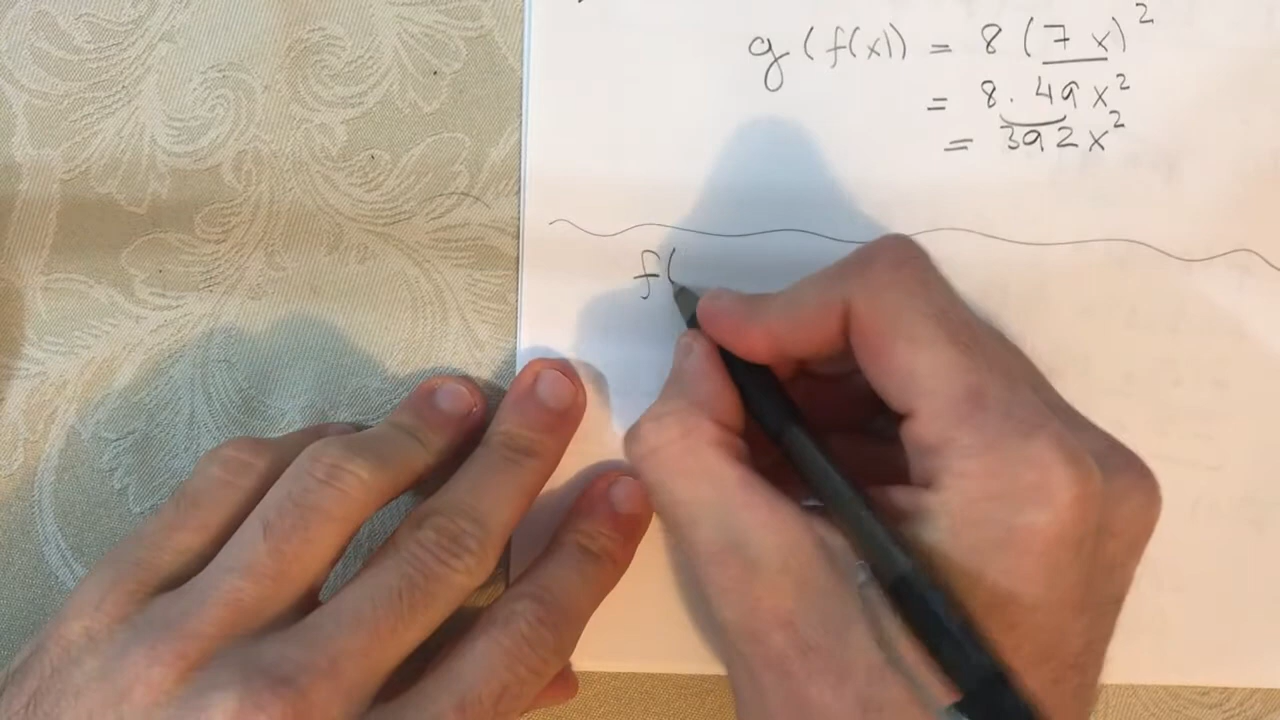 g(f(x)) = 8(7x)²
= 8.49x²
= 392x²
f(